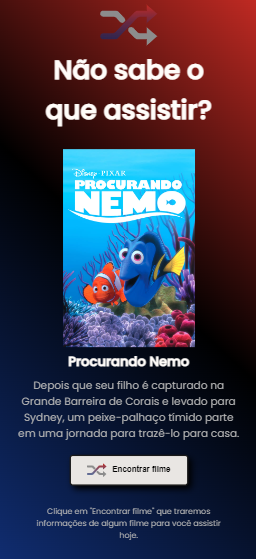 Não sabe o
que assistir?
Disney PIXAR
PROCURANDO
NEMO
Procurando Nemo
Depois que seu filho é capturado na
Grande Barreira de Corais e levado para
Sydney, um peixe-palhaço tímido parte
em uma jornada para trazê-lo para casa.
Encontrar filme
Clique em "Encontrar filme" que traremos
informações de algum filme para você assistir
hoje.